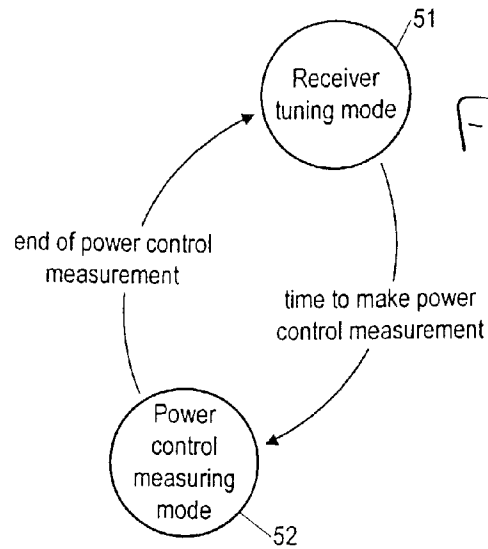 51
Receiver
tuning mode
end of power control
measurement
time to make power
control measurement
Power
control
measuring
mode
52